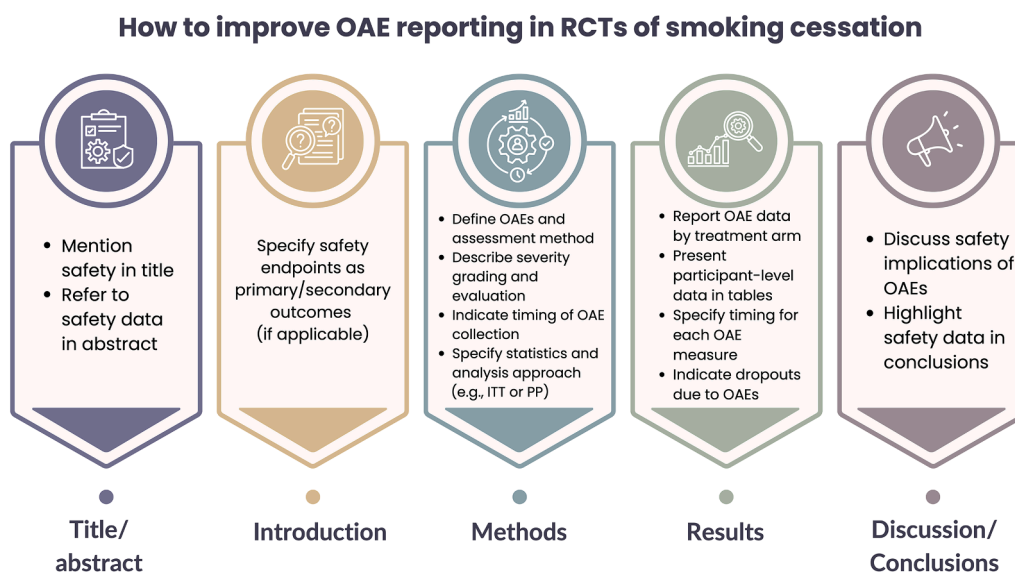 How to improve OAE reporting in RCTs of smoking cessation
• Mention
safety in title
• Refer to
safety data
in abstract
Specify safety
endpoints as
primary/secondary
outcomes
(if applicable)
• Define OAEs and
assessment method
• Describe severity
grading and
evaluation
• Indicate timing of OAE
collection
• Specify statistics and
analysis approach
(e.g., ITT or PP)
• Report OAE data
by treatment arm
• Present
participant-level
data in tables
• Specify timing for
each OAE
measure
• Indicate dropouts
due to OAEs
• Discuss safety
implications of
OAEs
• Highlight
safety data in
conclusions
Title/
abstract
Introduction
Methods
Results
Discussion/
Conclusions